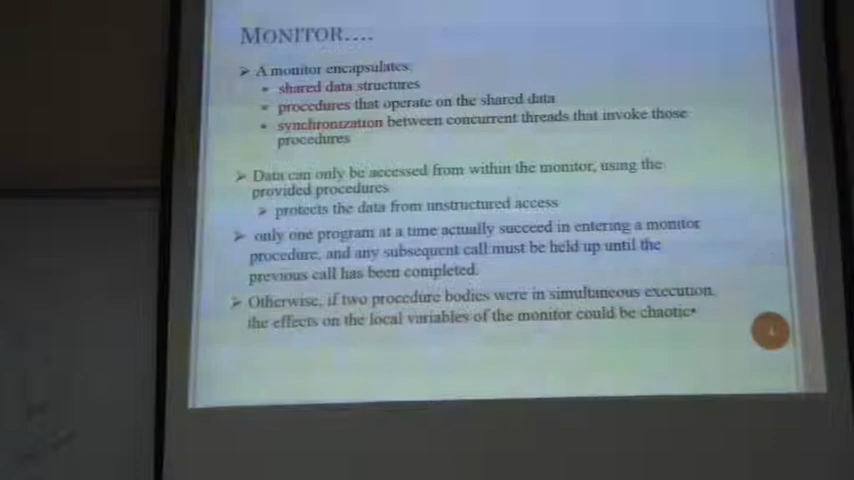 MONITOR....
➢ A monitor encapsulates:
• shared data structures
• procedures that operate on the shared data
• synchronization between concurrent threads that invoke those
procedures
➢ Data can only be accessed from within the monitor, using the
provided procedures
➢ protects the data from unstructured access
➢ only one program at a time actually succeed in entering a monitor
procedure, and any subsequent call must be held up until the
previous call has been completed.
➢ Otherwise, if two procedure bodies were in simultaneous execution,
the effects on the local variables of the monitor could be chaotic•
4